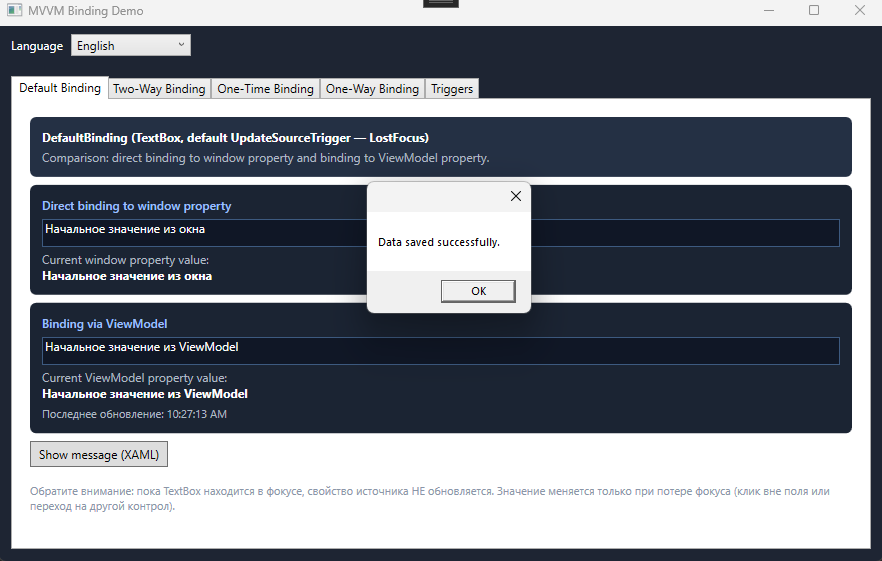 MVVM Binding Demo
Language English
Default Binding Two-Way Binding One-Time Binding One-Way Binding Triggers
DefaultBinding (TextBox, default UpdateSourceTrigger — LostFocus)
Comparison: direct binding to window property and binding to ViewModel property.
Direct binding to window property
Начальное значение из окна
Current window property value:
Начальное значение из окна
Data saved successfully.
OK
Binding via ViewModel
Начальное значение из ViewModel
Current ViewModel property value:
Начальное значение из ViewModel
Последнее обновление: 10:27:13 AM
Show message (XAML)
Обратите внимание: пока TextBox находится в фокусе, свойство источника НЕ обновляется. Значение меняется только при потере фокуса (клик вне поля или
переход на другой контрол).